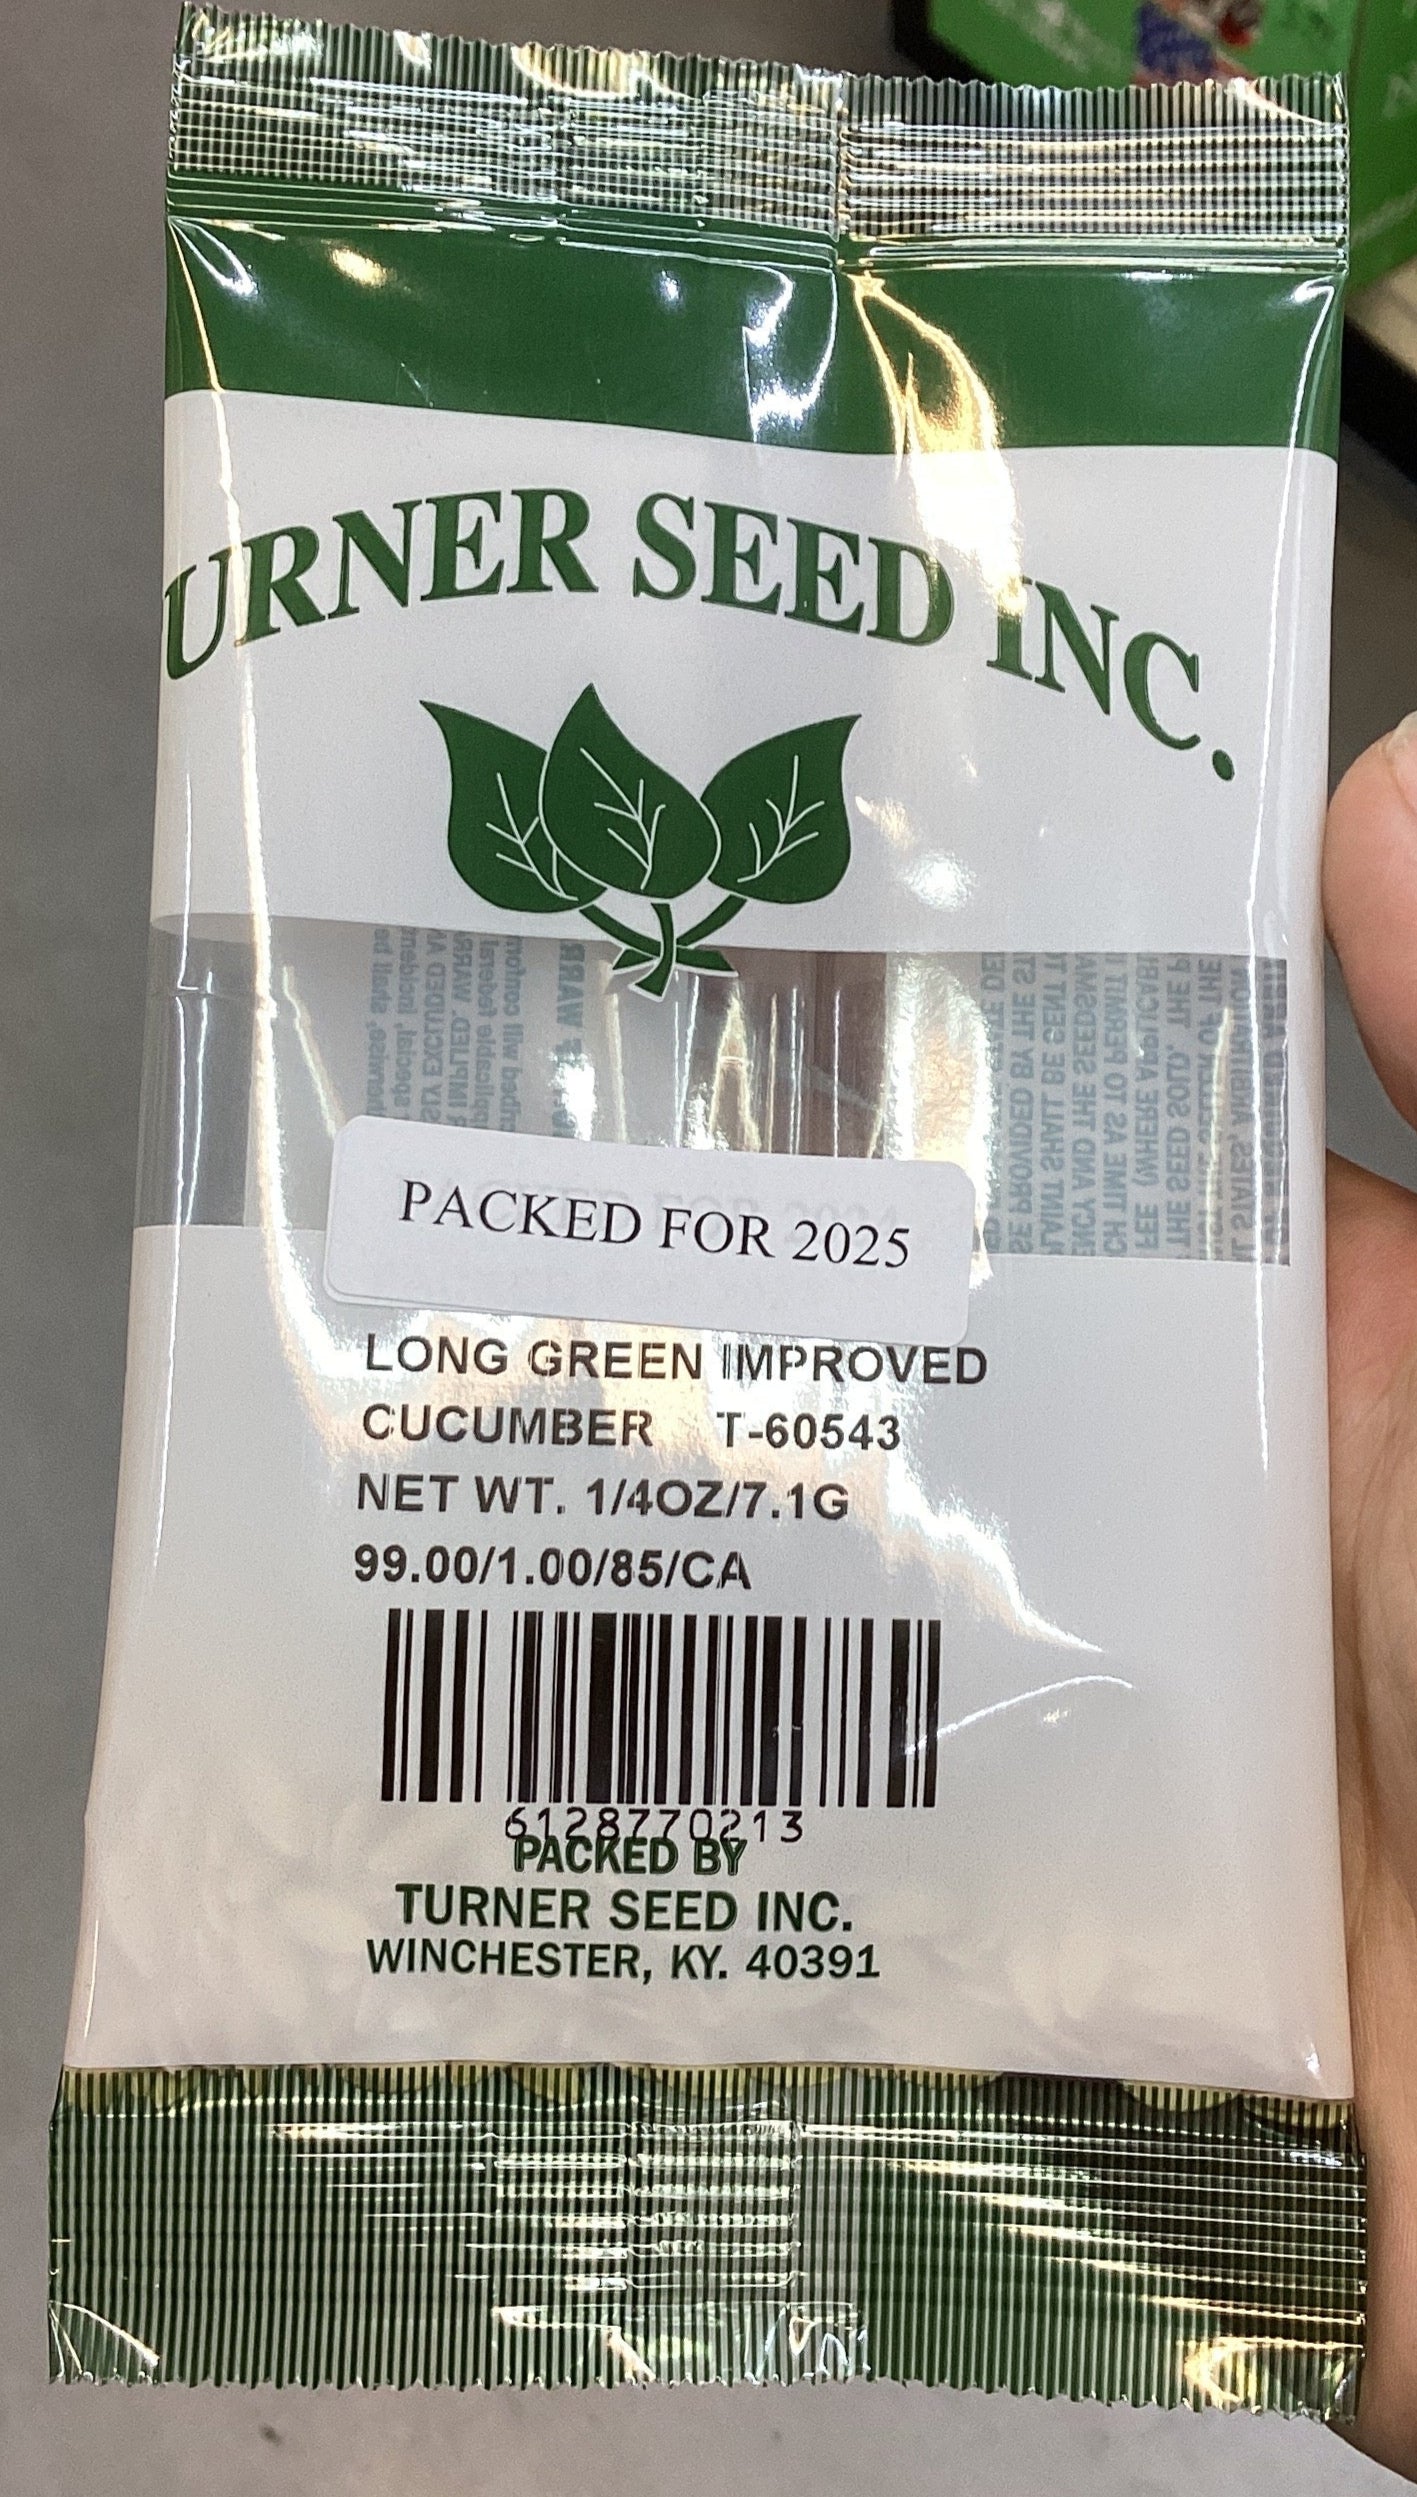 TURNER SEED INC.
PACKED FOR 2025
LONG GREEN IMPROVED
CUCUMBER T-60543
NET WT. 1/4OZ/7.1G
99.00/1.00/85/CA
6128770213
PACKED BY
TURNER SEED INC.
WINCHESTER, KY. 40391